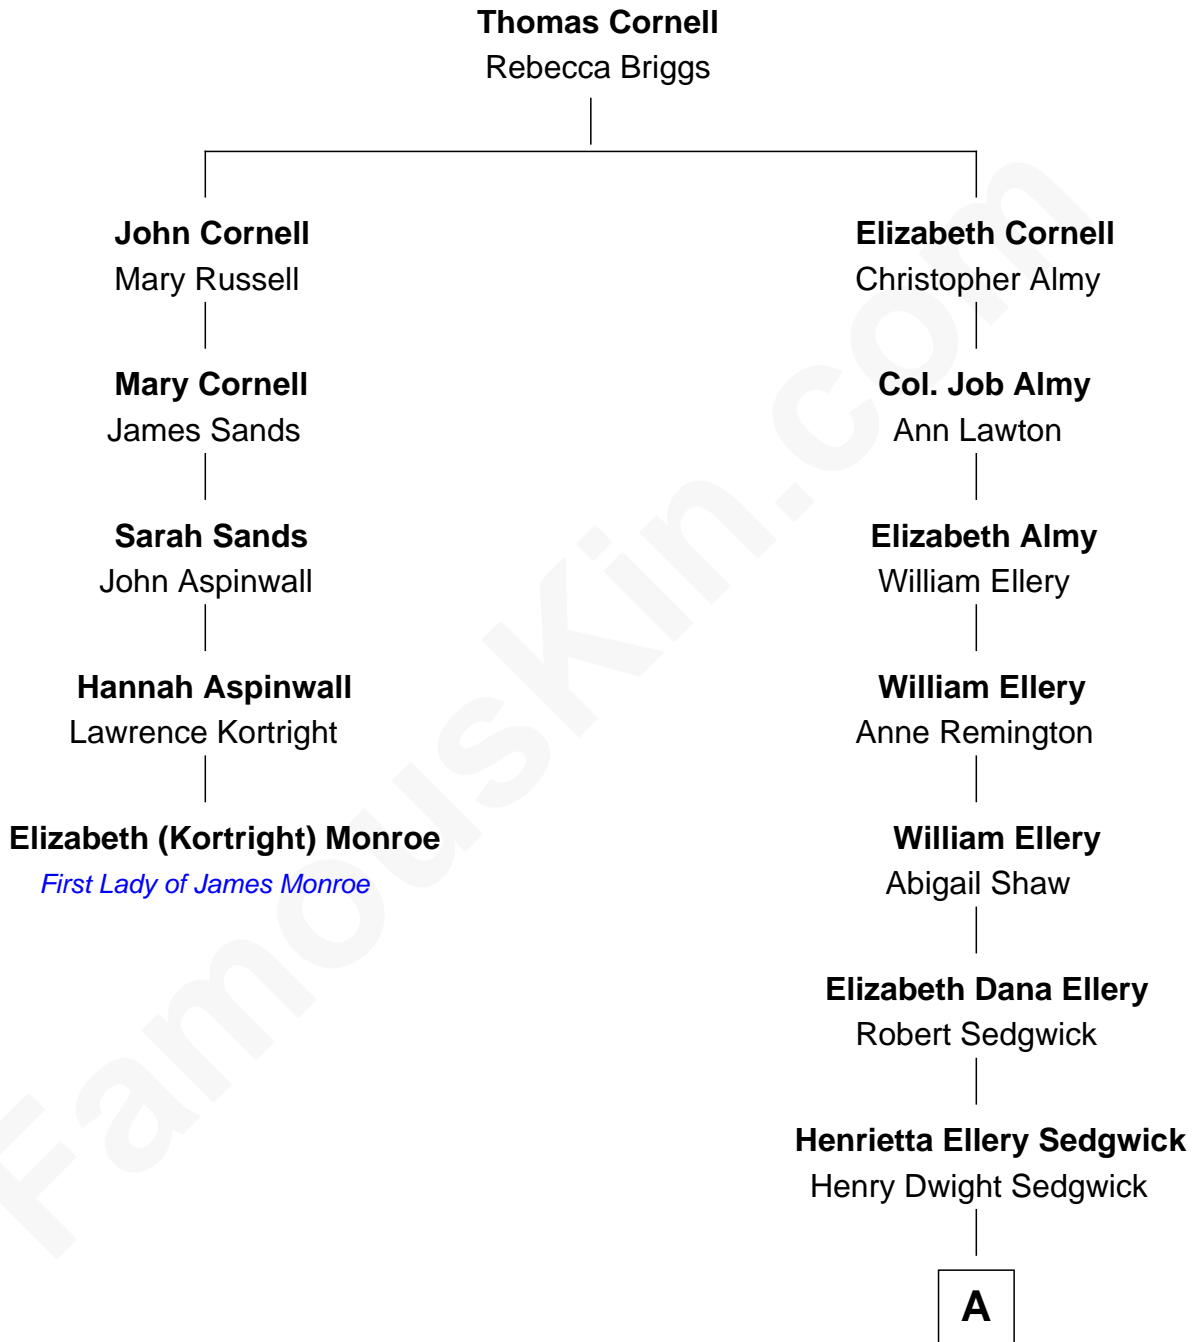 Thomas Cornell
Rebecca Briggs
John Cornell
Mary Russell
Mary Cornell
James Sands
Sarah Sands
John Aspinwall
Hannah Aspinwall
Lawrence Kortright
Elizabeth (Kortright) Monroe
First Lady of James Monroe
Elizabeth Cornell
Christopher Almy
Col. Job Almy
Ann Lawton
Elizabeth Almy
William Ellery
William Ellery
Anne Remington
William Ellery
Abigail Shaw
Elizabeth Dana Ellery
Robert Sedgwick
Henrietta Ellery Sedgwick
Henry Dwight Sedgwick
A
FamousKin.com